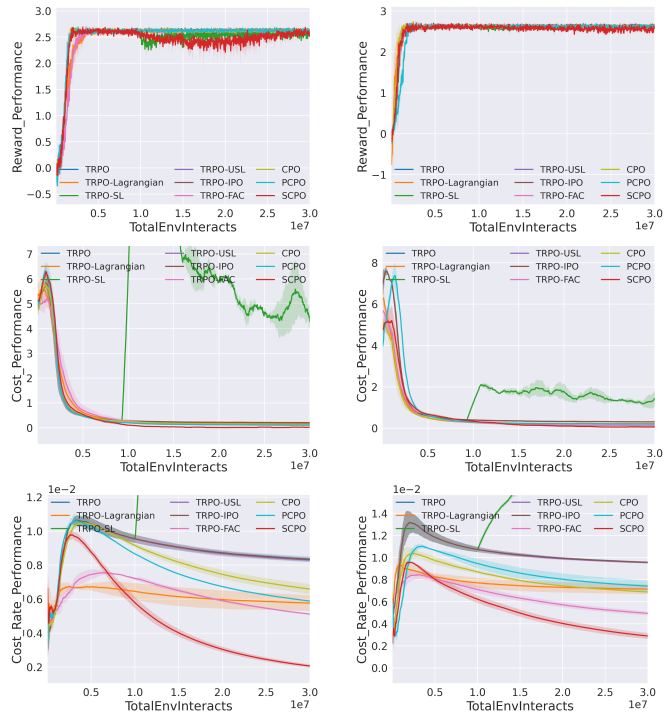 3.0
2.5
2.0
1.5
1.0
0.5
0.0
−0.5
Reward_Performance
TRPO
TRPO-Lagrangian
TRPO-SL
TRPO-USL
TRPO-IPO
TRPO-FAC
CPO
PCPO
SCPO
0.5 1.0 1.5 2.0 2.5 3.0
TotalEnvInteracts
1e7
3
2
1
0
−1
Reward_Performance
TRPO
TRPO-Lagrangian
TRPO-SL
TRPO-USL
TRPO-IPO
TRPO-FAC
CPO
PCPO
SCPO
0.5 1.0 1.5 2.0 2.5 3.0
TotalEnvInteracts
1e7
7
6
5
4
3
2
1
0
Cost_Performance
TRPO
TRPO-Lagrangian
TRPO-SL
TRPO-USL
TRPO-IPO
TRPO-FAC
CPO
PCPO
SCPO
0.5 1.0 1.5 2.0 2.5 3.0
TotalEnvInteracts
1e7
8
6
4
2
0
Cost_Performance
TRPO
TRPO-Lagrangian
TRPO-SL
TRPO-USL
TRPO-IPO
TRPO-FAC
CPO
PCPO
SCPO
0.5 1.0 1.5 2.0 2.5 3.0
TotalEnvInteracts
1e7
1e−2
1.2
1.0
0.8
0.6
0.4
0.2
Cost_Rate_Performance
TRPO
TRPO-Lagrangian
TRPO-SL
TRPO-USL
TRPO-IPO
TRPO-FAC
CPO
PCPO
SCPO
0.5 1.0 1.5 2.0 2.5 3.0
TotalEnvInteracts
1e7
1e−2
1.4
1.2
1.0
0.8
0.6
0.4
0.2
0.0
Cost_Rate_Performance
TRPO
TRPO-Lagrangian
TRPO-SL
TRPO-USL
TRPO-IPO
TRPO-FAC
CPO
PCPO
SCPO
0.5 1.0 1.5 2.0 2.5 3.0
TotalEnvInteracts
1e7